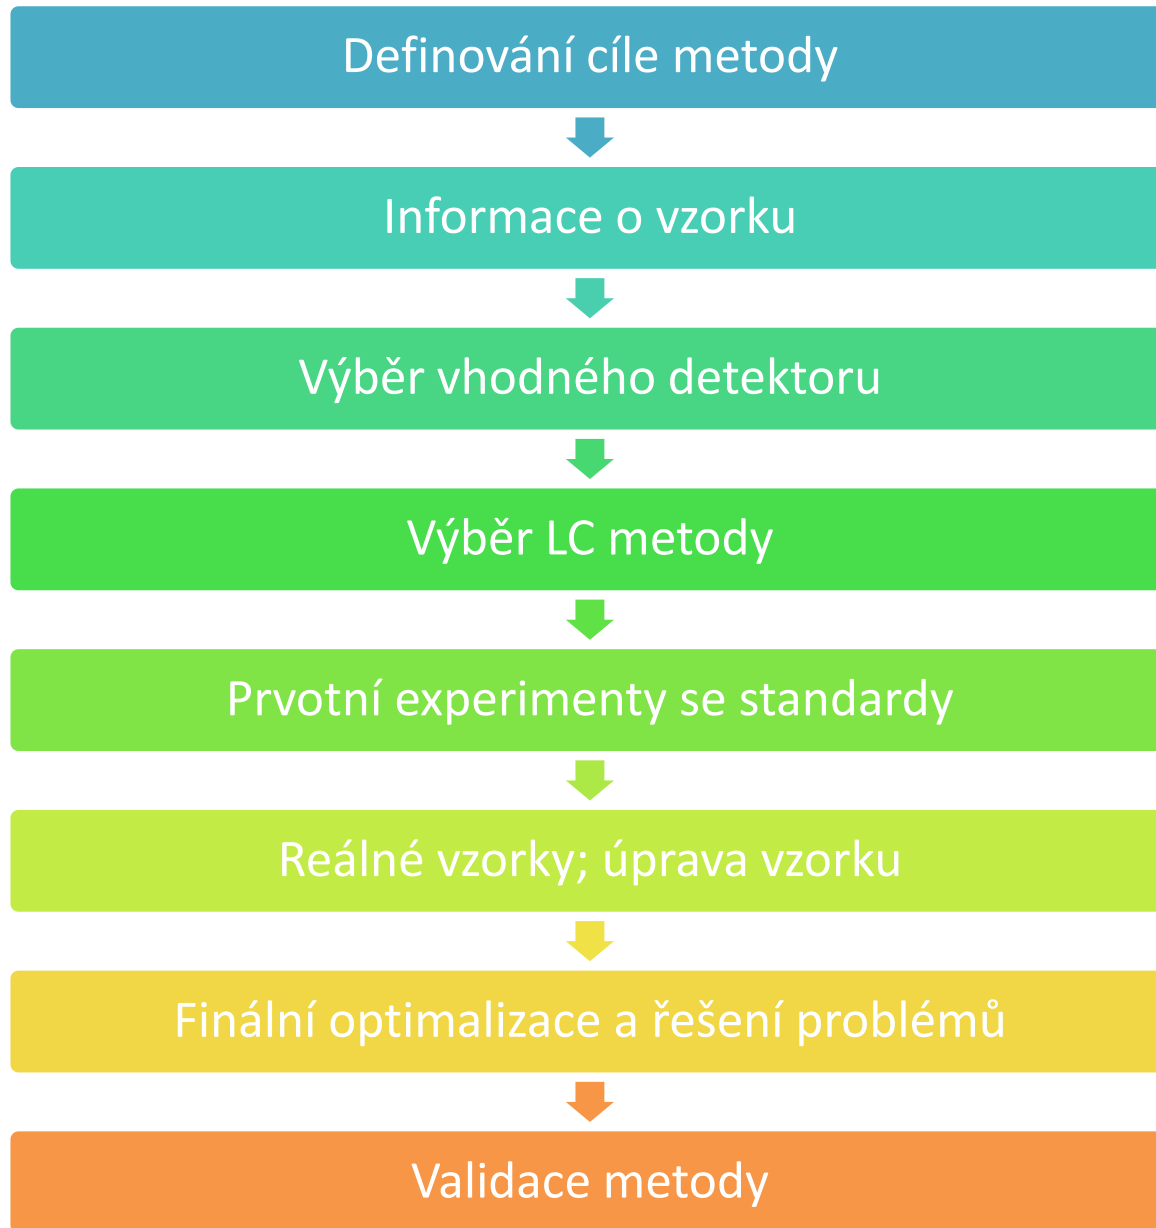 Definování cíle metody
Informace o vzorku
Výběr vhodného detektoru
Výběr LC metody
Prvotní experimenty se standardy
Reálné vzorky; úprava vzorku
Finální optimalizace a řešení problémů
Validace metody